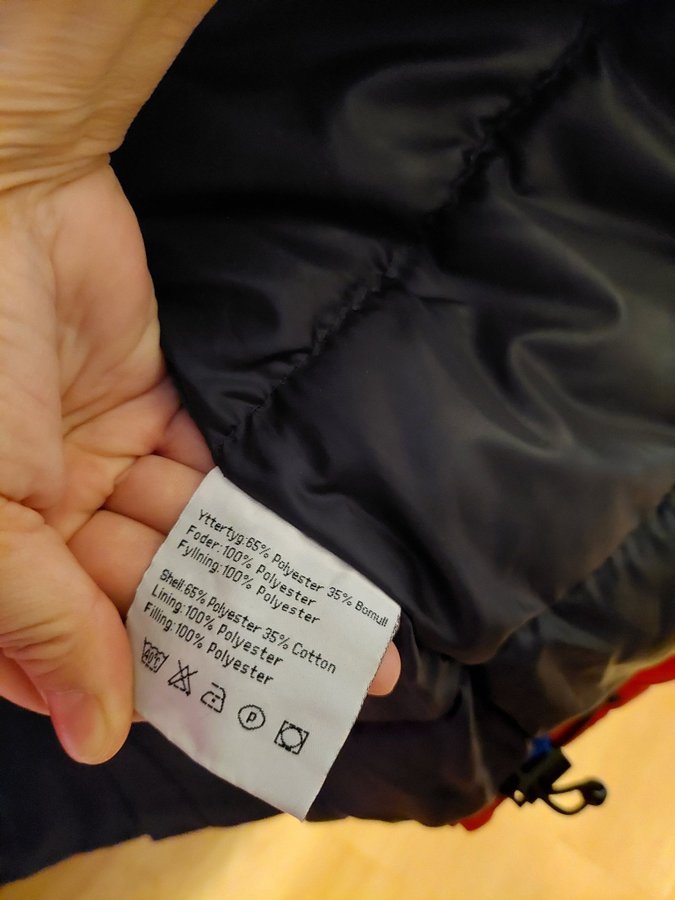 Yttertyg:65% Polyester 35% Bomull
Foder:100% Polyester
Fyllning:100% Polyester
Shell:65% Polyester 35% Cotton
Lining:100% Polyester
Filling:100% Polyester
40°C P